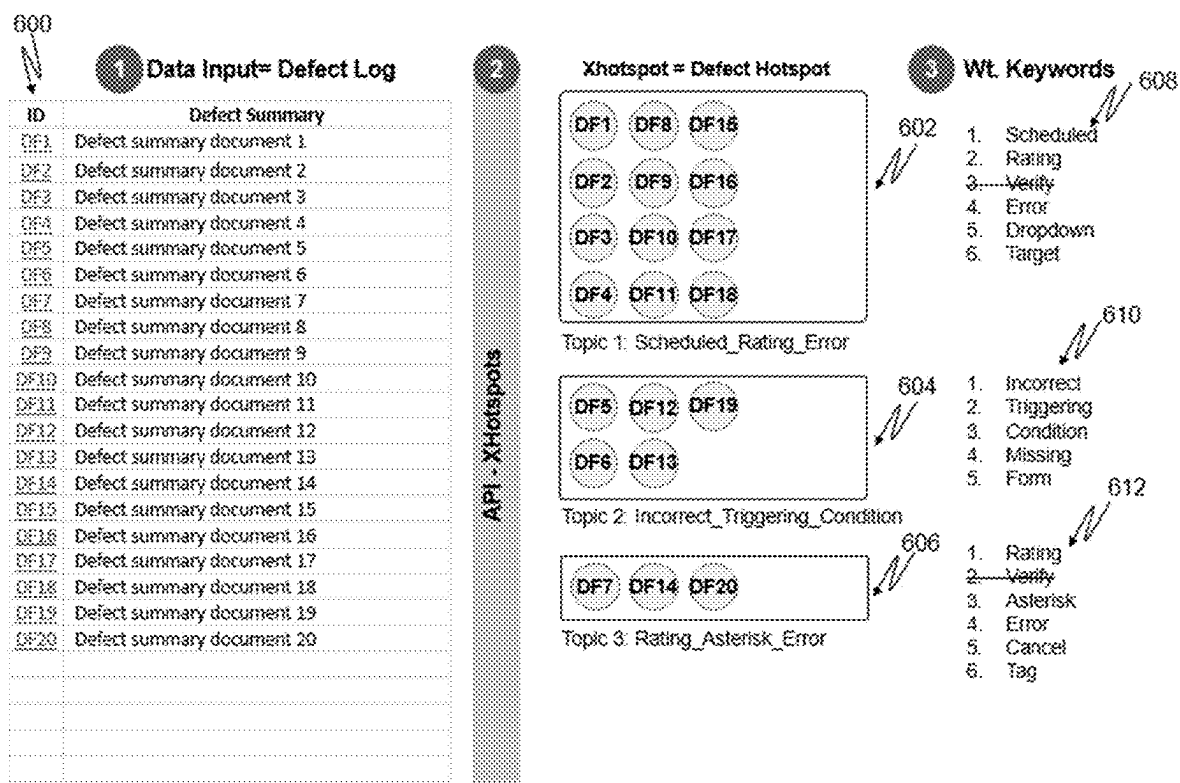 600
1 Data Input= Defect Log
ID Defect Summary
DF1 Defect summary document 1
DF2 Defect summary document 2
DF3 Defect summary document 3
DF4 Defect summary document 4
DF5 Defect summary document 5
DF6 Defect summary document 6
DF7 Defect summary document 7
DF8 Defect summary document 8
DF9 Defect summary document 9
DF10 Defect summary document 10
DF11 Defect summary document 11
DF12 Defect summary document 12
DF13 Defect summary document 13
DF14 Defect summary document 14
DF15 Defect summary document 15
DF16 Defect summary document 16
DF17 Defect summary document 17
DF18 Defect summary document 18
DF19 Defect summary document 19
DF20 Defect summary document 20
2
API - XHotspots
Xhotspot = Defect Hotspot
DF1 DF8 DF15
DF2 DF9 DF16
DF3 DF10 DF17
DF4 DF11 DF18
602
Topic 1: Scheduled_Rating_Error
DF5 DF12 DF19
DF6 DF13
604
Topic 2: Incorrect_Triggering_Condition
DF7 DF14 DF20
606
Topic 3: Rating_Asterisk_Error
3 Wt. Keywords
608
1. Scheduled
2. Rating
3. Verify
4. Error
5. Dropdown
6. Target
610
1. Incorrect
2. Triggering
3. Condition
4. Missing
5. Form
612
1. Rating
2. Verify
3. Asterisk
4. Error
5. Cancel
6. Tag